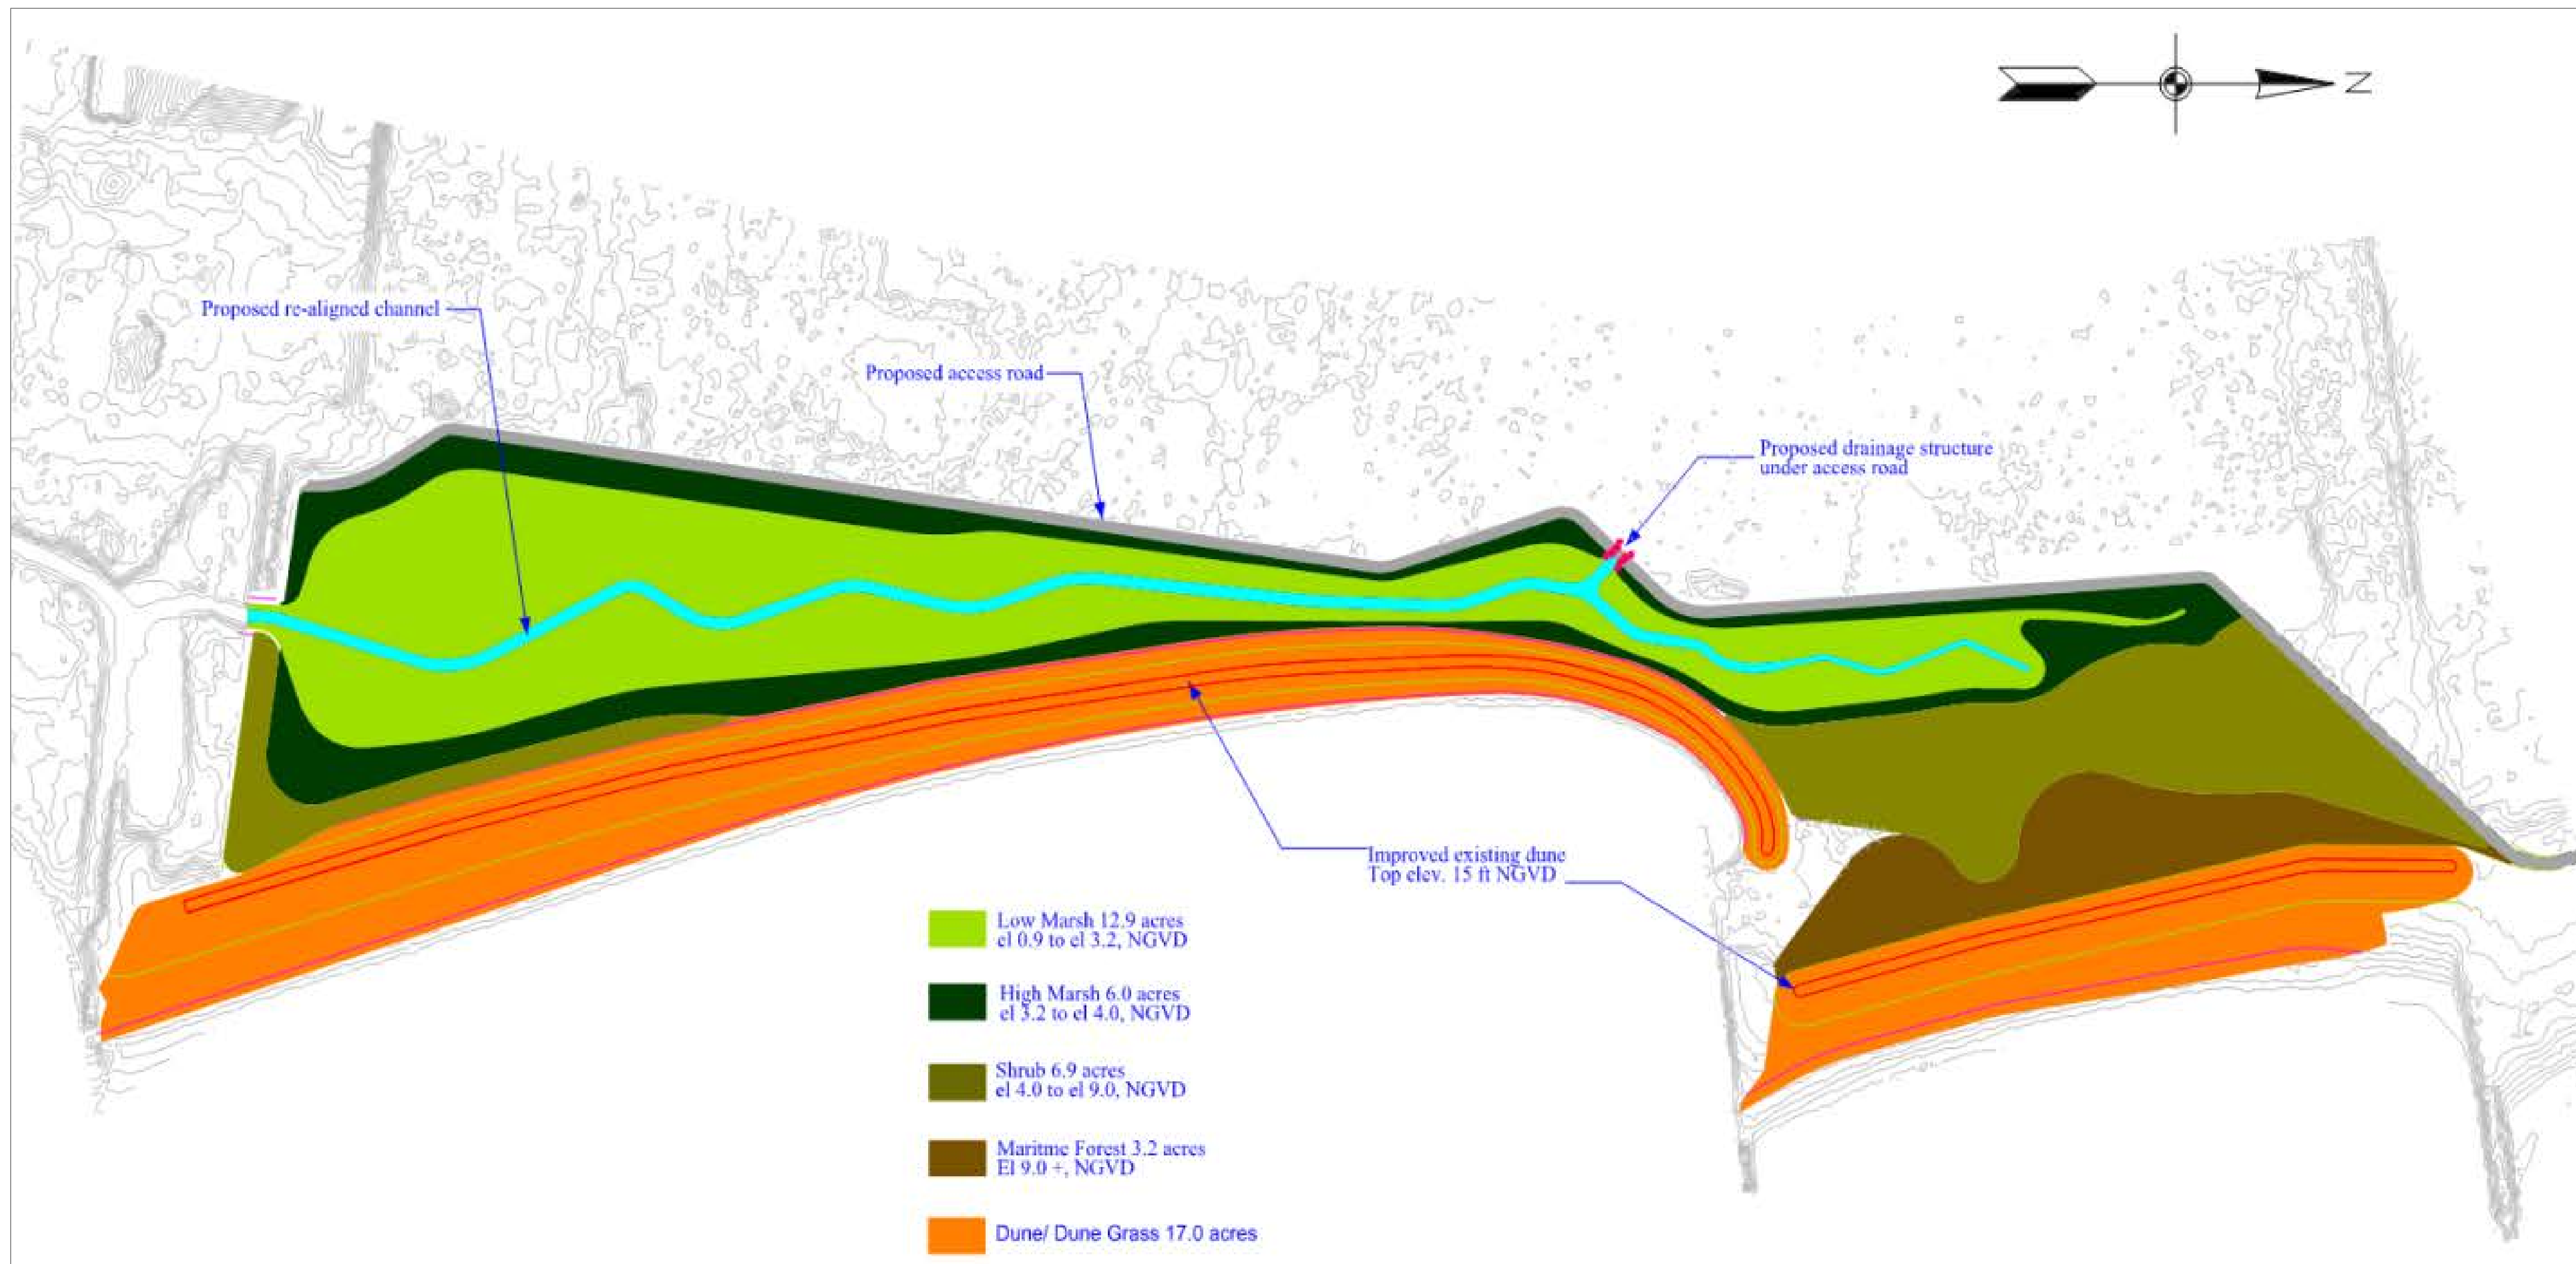 N
Proposed re-aligned channel
Proposed access road
Proposed drainage structure
under access road
Improved existing dune
Top elev. 15 ft NGVD
Low Marsh 12.9 acres
el 0.9 to el 3.2, NGVD
High Marsh 6.0 acres
el 3.2 to el 4.0, NGVD
Shrub 6.9 acres
el 4.0 to el 9.0, NGVD
Maritme Forest 3.2 acres
El 9.0 +, NGVD
Dune/ Dune Grass 17.0 acres